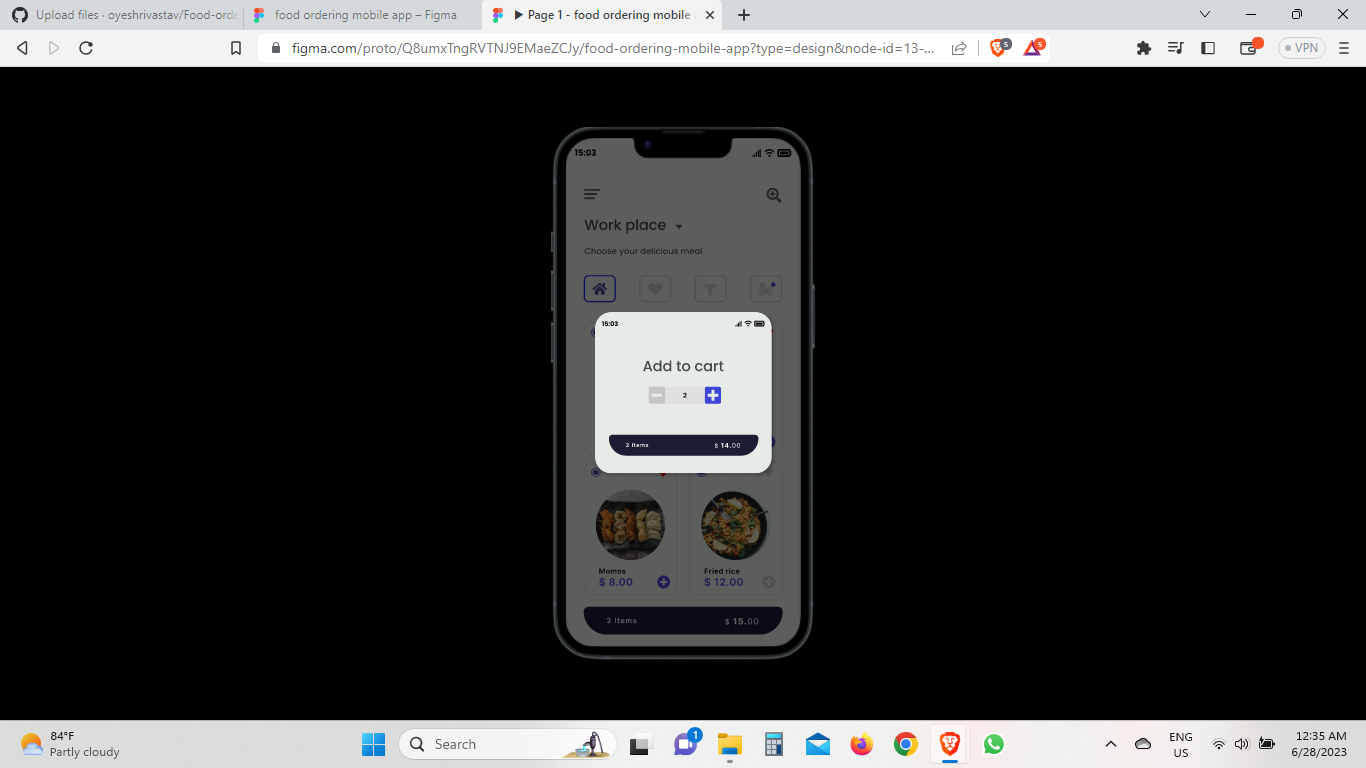 Upload files · oyeshrivastav/Food-orde
food ordering mobile app – Figma
Page 1 - food ordering mobile a
figma.com/proto/Q8umxTngRVTNJ9EMaeZCJy/food-ordering-mobile-app?type=design&node-id=13-...
5
5
VPN
15:03
Work place
Choose your delicious meal
15:03
Add to cart
2
2 Items
$ 14.00
Momos
$ 8.00
Fried rice
$ 12.00
2 Items
$ 15.00
84°F
Partly cloudy
Search
1
ENG
US
12:35 AM
6/28/2023